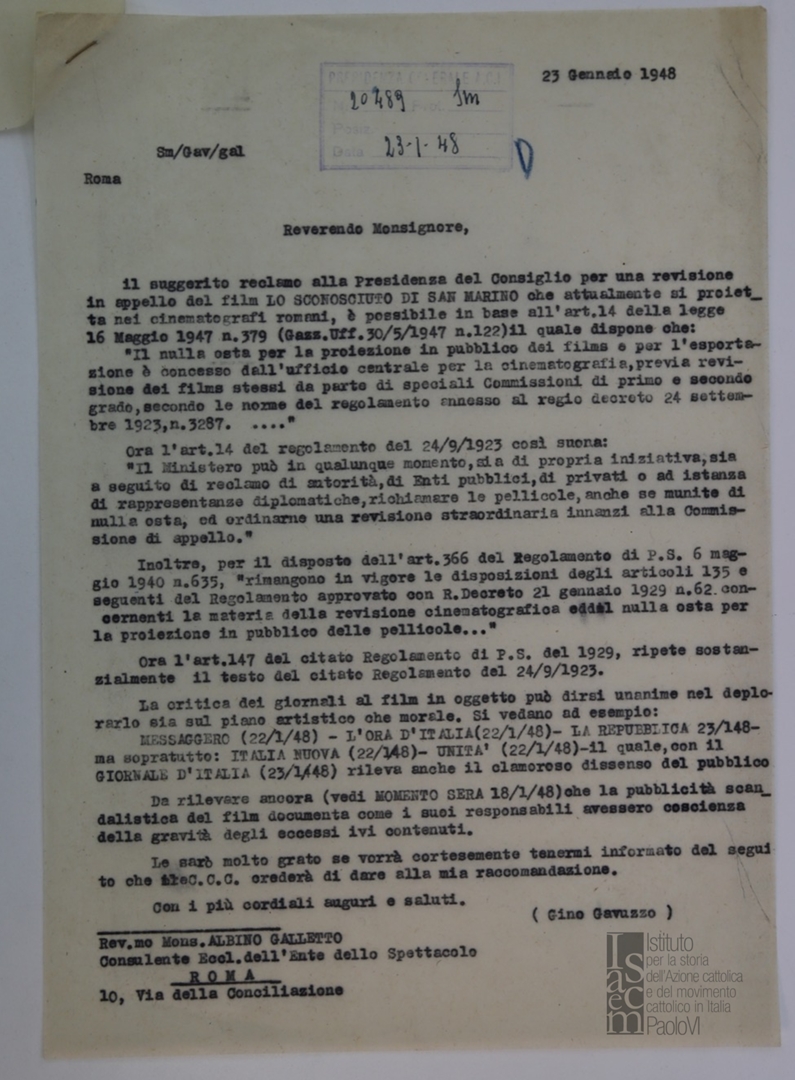 23 Gennaio 1948
20489 Sm
Data 23-1-48
D
Sm/Gav/gal
Roma
Reverendo Monsignore,
il suggerito reclamo alla Presidenza del Consiglio per una revisione
in appello del film LO SCONOSCIUTO DI SAN MARINO che attualmente si proiet_
ta nei cinematografi romani, è possibile in base all'art.14 della legge
16 Maggio 1947 n.379 (Gazz.Uff.30/5/1947 n.122)il quale dispone che:
"Il nulla osta per la proiezione in pubblico dei films e per l'esporta-
zione è concesso dall'ufficio centrale per la cinematografia,previa revi-
sione dei films stessi da parte di speciali Commissioni di primo e secondo
grado,secondo le norme del regolamento annesso al regio decreto 24 settem-
bre 1923,n.3287. ...."
Ora l'art.14 del regolamento del 24/9/1923 così suona:
"Il Ministero può in qualunque momento,sia di propria iniziativa,sia
a seguito di reclamo di autorità,di Enti pubblici,di privati o ad istanza
di rappresentanze diplomatiche,richiamare le pellicole,anche se munite di
nulla osta, ed ordinarne una revisione straordinaria innanzi alla Commis-
sione di appello."
Inoltre, per il disposto dell'art.366 del Regolamento di P.S. 6 mag-
gio 1940 n.635, "rimangono in vigore le disposizioni degli articoli 135 e
seguenti del Regolamento approvato con R.Decreto 21 gennaio 1929 n.62.con-
cernenti la materia della revisione cinematografica eddal nulla osta per
la proiezione in pubblico delle pellicole..."
Ora l'art.147 del citato Regolamento di P.S. del 1929, ripete sostan-
zialmente il testo del citato Regolamento del 24/9/1923.
La critica dei giornali al film in oggetto può dirsi unanime nel deplo-
rarlo sia sul piano artistico che morale. Si vedano ad esempio:
MESSAGGERO (22/1/48) - L'ORA D'ITALIA(22/1/48)- LA REPUBBLICA 23/148-
ma sopratutto: ITALIA NUOVA (22/1/48)- UNITA' (22/1/48)-il quale,con il
GIORNALE D'ITALIA (23/1/48) rileva anche il clamoroso dissenso del pubblico
Da rilevare ancora (vedi MOMENTO SERA 18/1/48)che la pubblicità scan_
dalistica del film documenta come i suoi responsabili avessero coscienza
della gravità degli eccessi ivi contenuti.
Le sarò molto grato se vorrà cortesemente tenermi informato del segui
to che C.C.C. crederà di dare alla mia raccomandazione.
Con i più cordiali auguri e saluti.
( Gino Gavuzzo )
Rev.mo Mons.ALBINO GALLETTO
Consulente Eccl.dell'Ente dello Spettacolo
ROMA
10, Via della Conciliazione
Isacem
Istituto
per la storia
dell'Azione cattolica
e del movimento
cattolico in Italia
PaoloVI